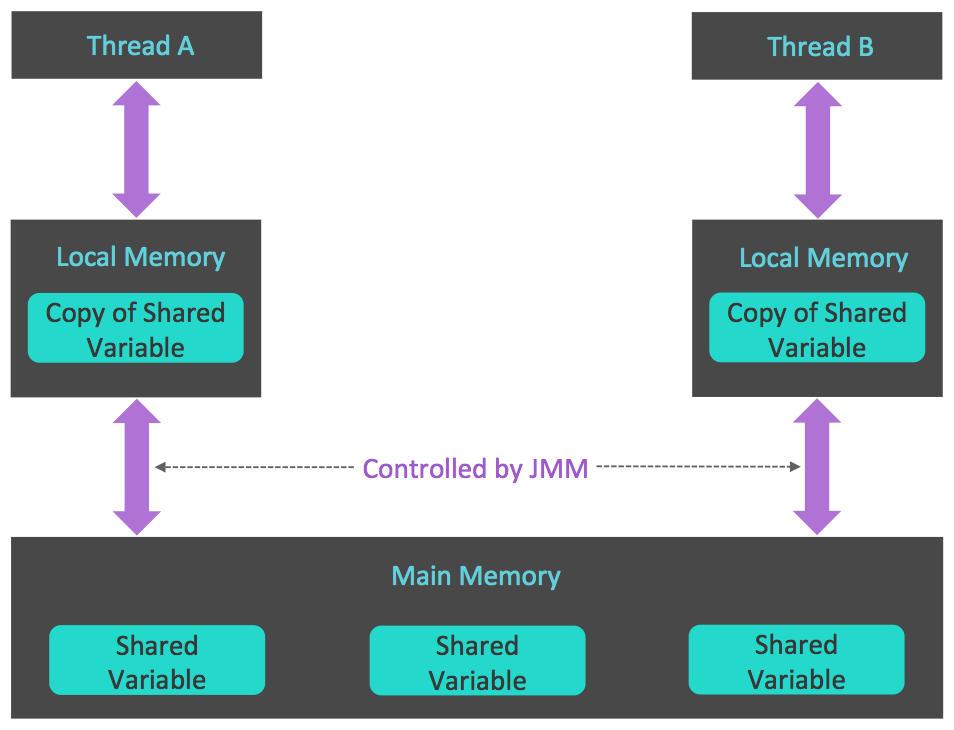 Thread A
Thread B
Local Memory
Local Memory
Copy of Shared
Variable
Copy of Shared
Variable
Controlled by JMM
Main Memory
Shared
Variable
Shared
Variable
Shared
Variable